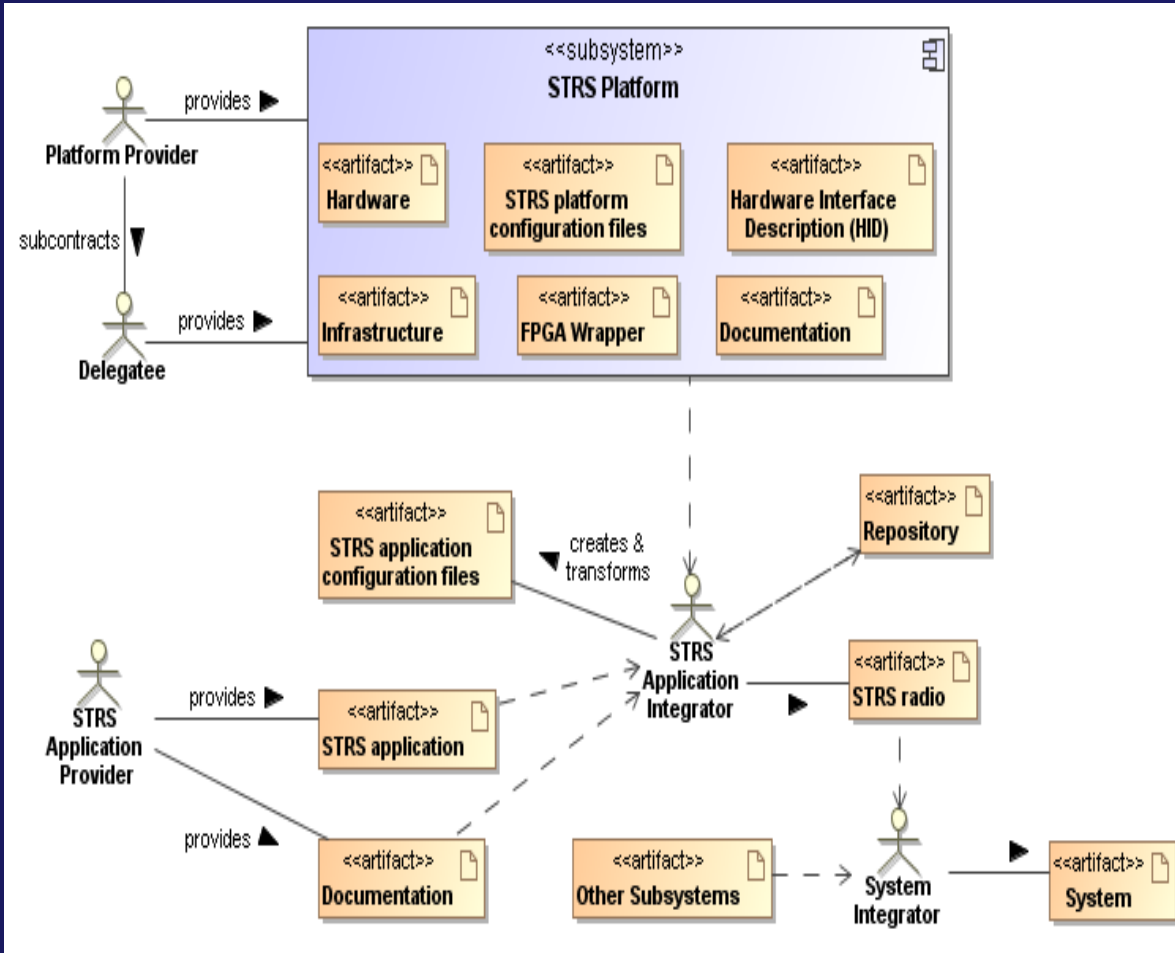 <<subsystem>>
STRS Platform
provides
Platform Provider
<<artifact>>
Hardware
<<artifact>>
STRS platform
configuration files
<<artifact>>
Hardware Interface
Description (HID)
subcontracts
<<artifact>>
Infrastructure
<<artifact>>
FPGA Wrapper
<<artifact>>
Documentation
provides
Delegatee
<<artifact>>
STRS application
configuration files
creates &
transforms
<<artifact>>
Repository
STRS
Application
Integrator
<<artifact>>
STRS radio
STRS
Application
Provider
provides
<<artifact>>
STRS application
provides
<<artifact>>
Documentation
<<artifact>>
Other Subsystems
System
Integrator
<<artifact>>
System